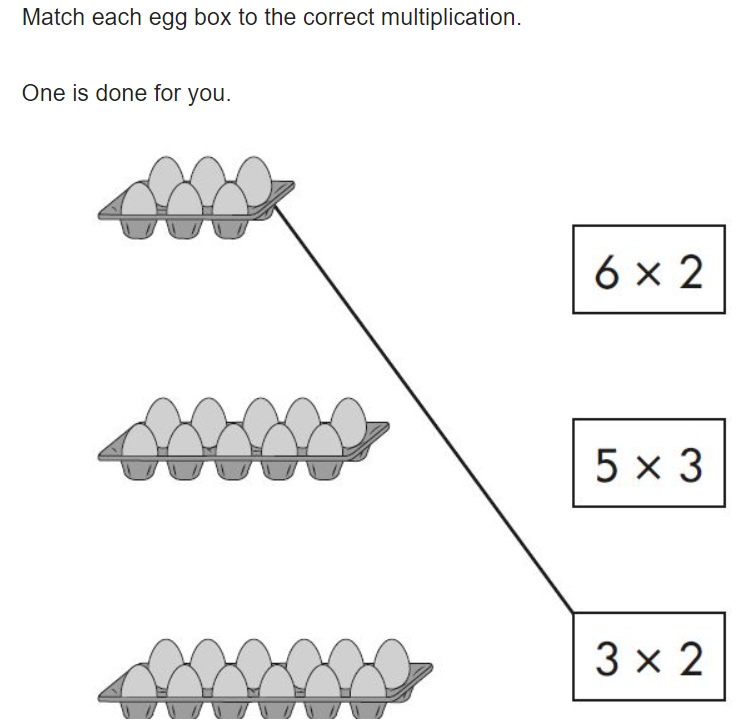 Match each egg box to the correct multiplication.
One is done for you.
6 × 2
5 × 3
3 × 2